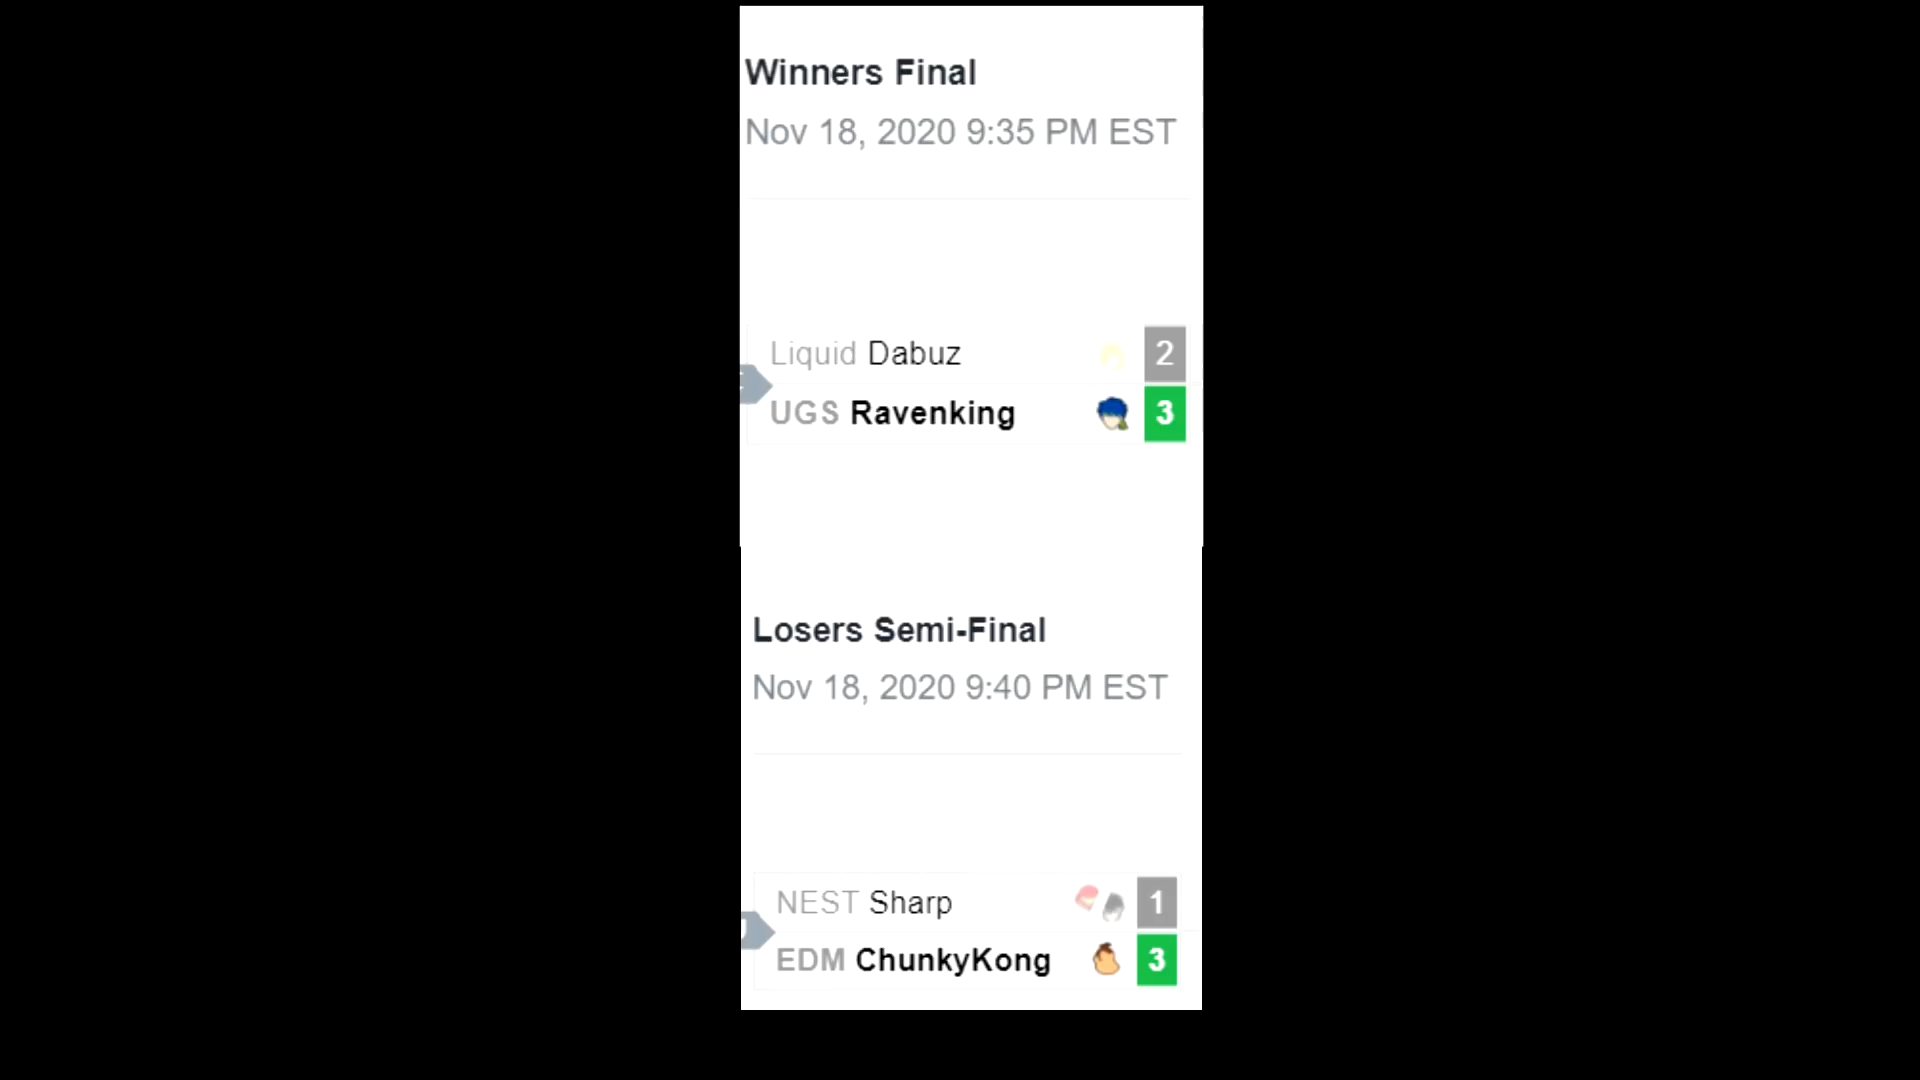 Winners Final
Nov 18, 2020 9:35 PM EST
Liquid Dabuz 2
UGS Ravenking 3
Losers Semi-Final
Nov 18, 2020 9:40 PM EST
NEST Sharp 1
EDM ChunkyKong 3